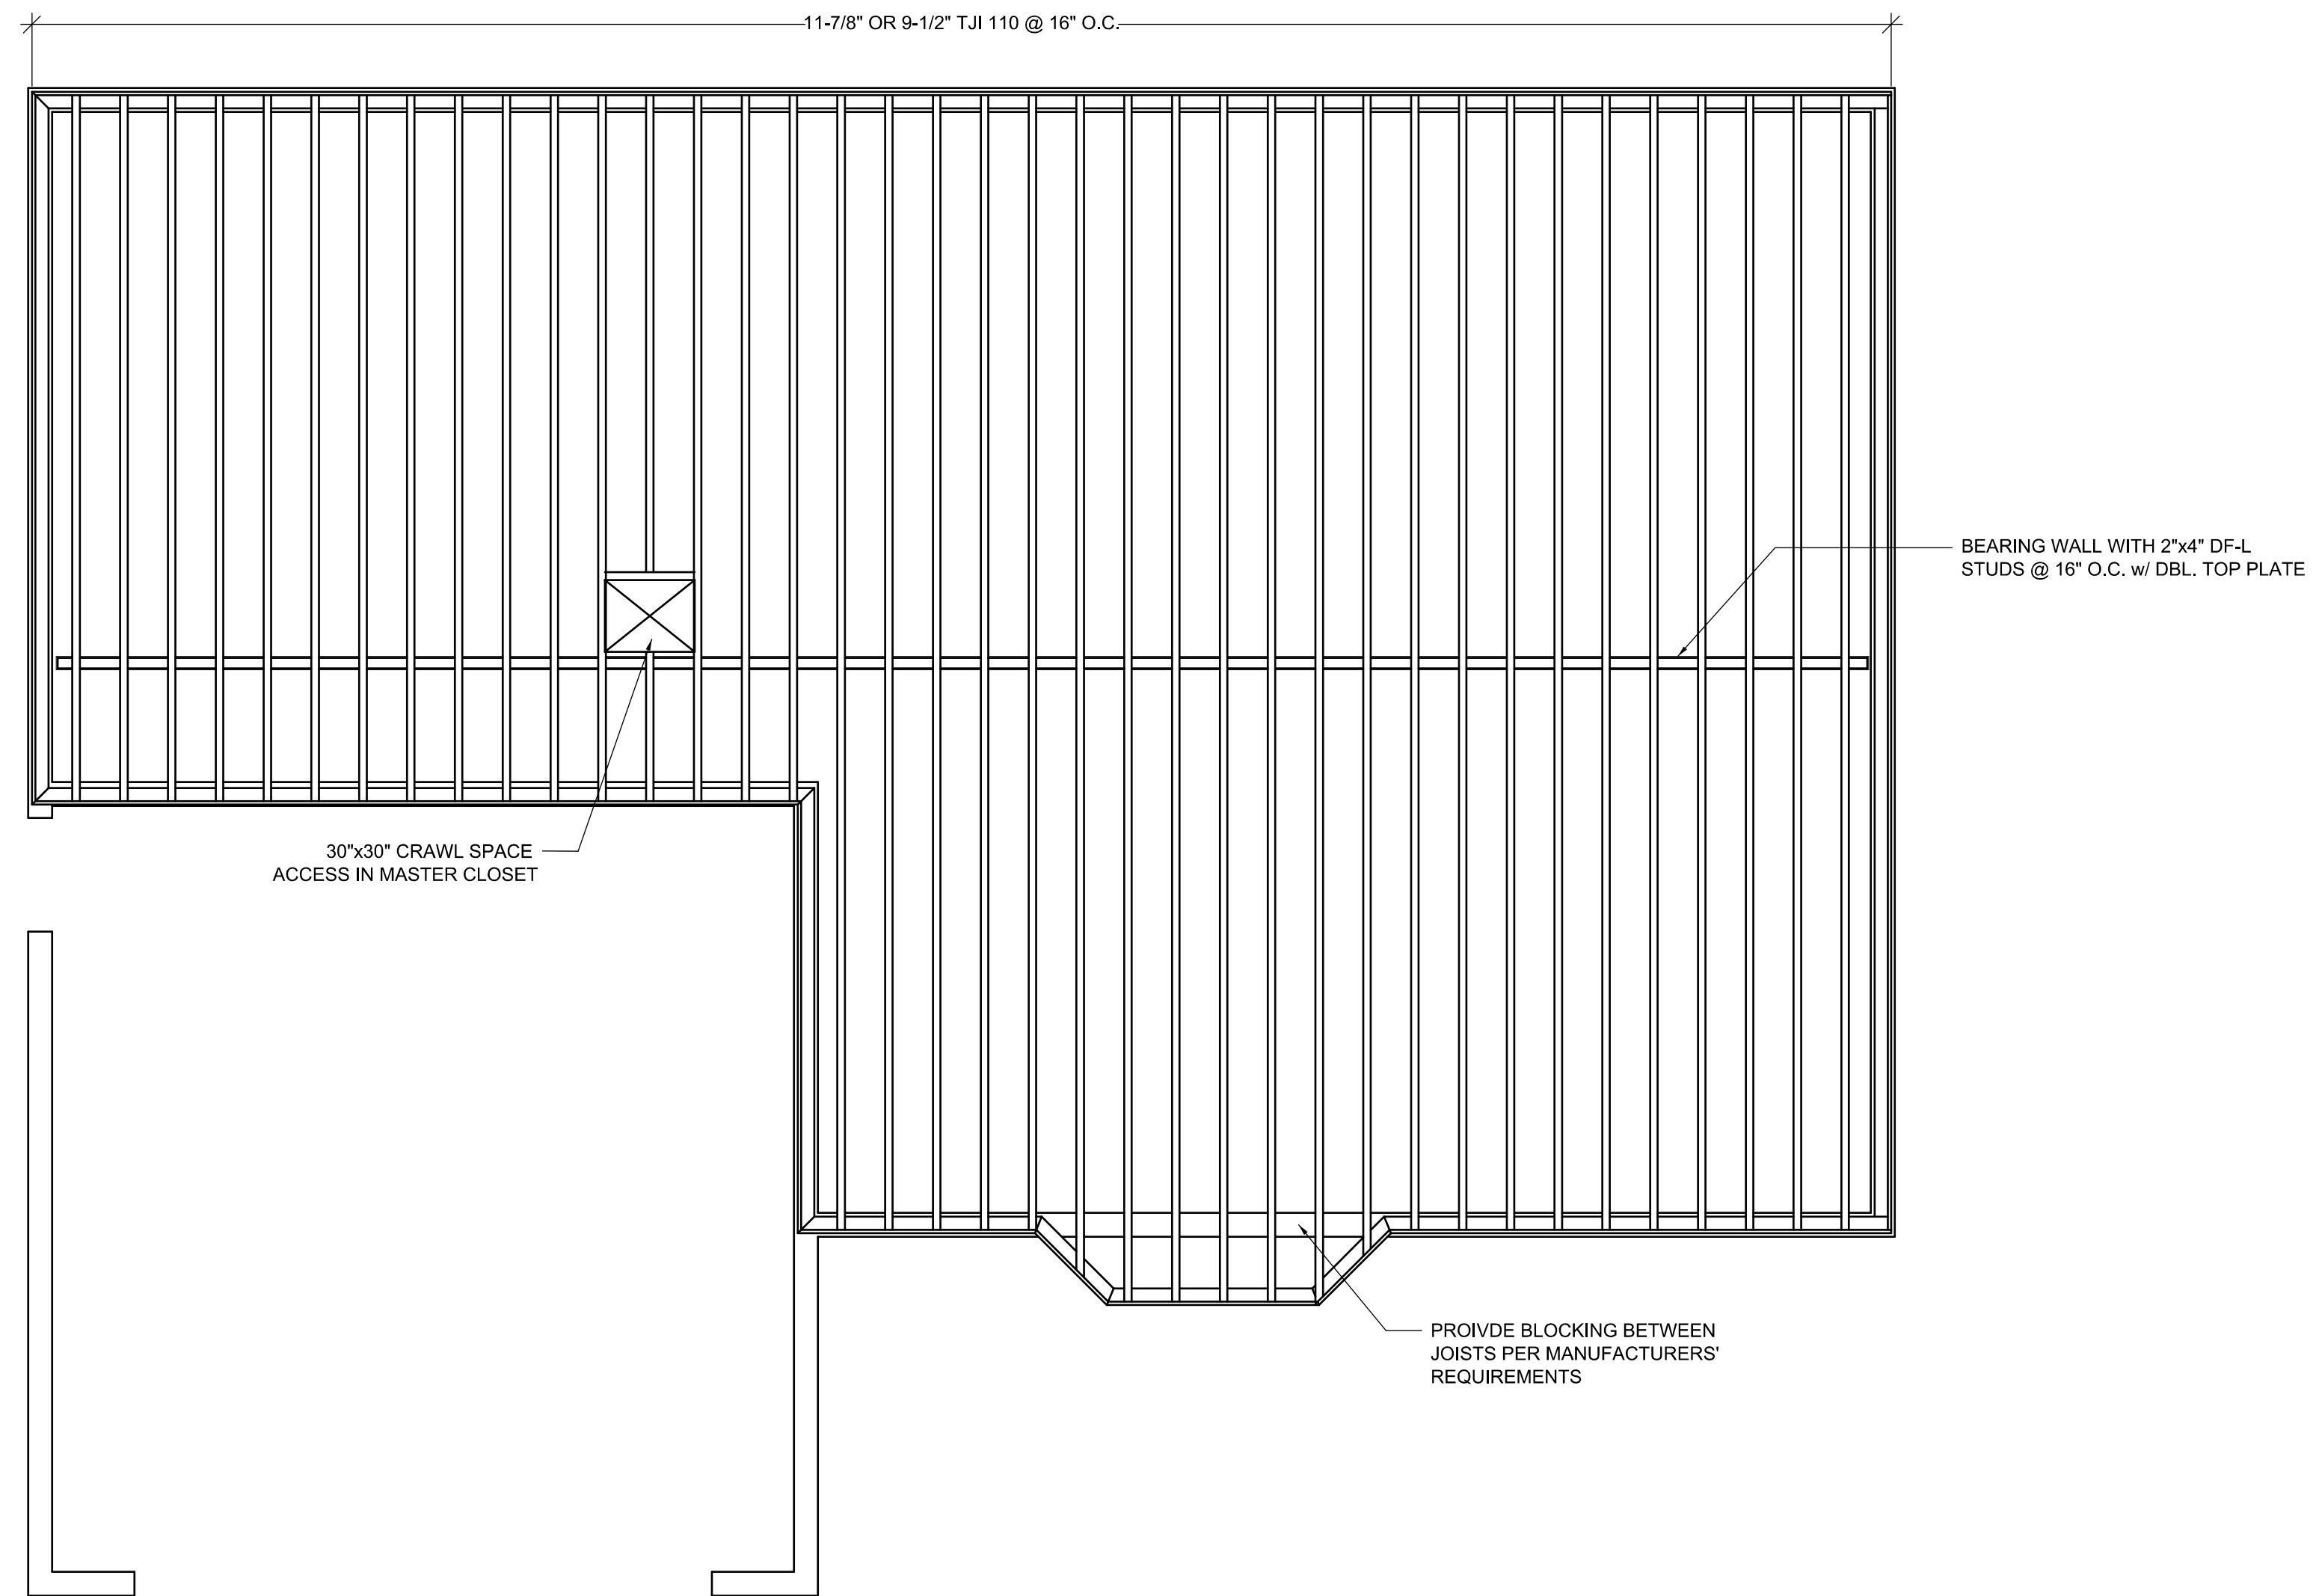 11-7/8" OR 9-1/2" TJI 110 @ 16" O.C.
BEARING WALL WITH 2"x4" DF-L
STUDS @ 16" O.C. w/ DBL. TOP PLATE
30"x30" CRAWL SPACE
ACCESS IN MASTER CLOSET
PROIVDE BLOCKING BETWEEN
JOISTS PER MANUFACTURERS'
REQUIREMENTS